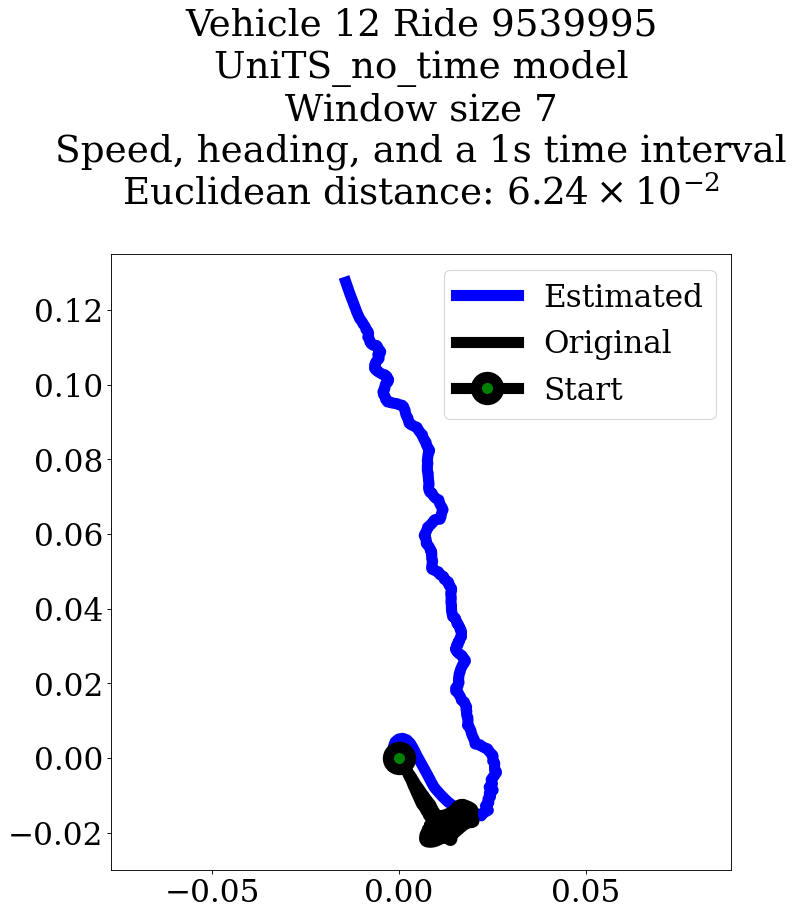 Vehicle 12 Ride 9539995
UniTS_no_time model
Window size 7
Speed, heading, and a 1s time interval
Euclidean distance: 6.24 × 10⁻²
Estimated
Original
Start
0.12
0.10
0.08
0.06
0.04
0.02
0.00
−0.02
−0.05
0.00
0.05